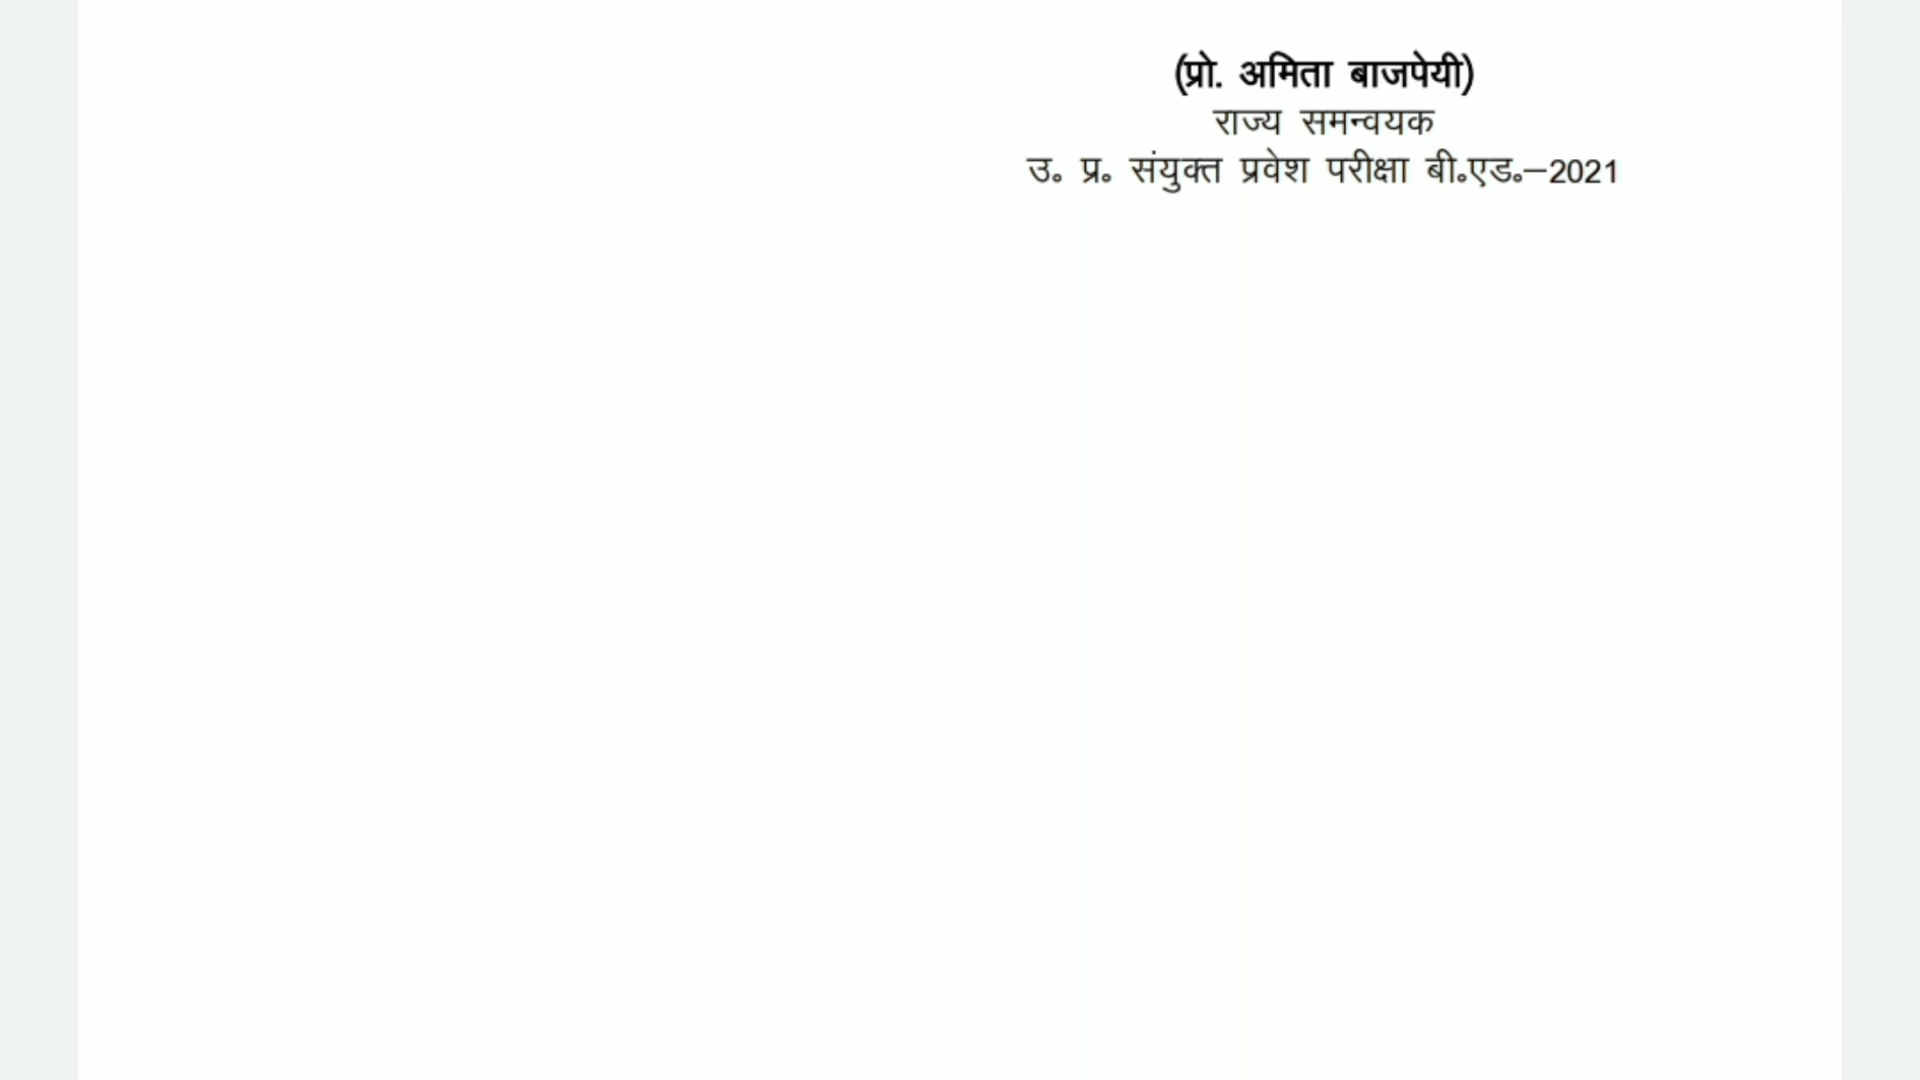 (प्रो. अमिता बाजपेयी)
राज्य समन्वयक
उ॰ प्र॰ संयुक्त प्रवेश परीक्षा बी॰एड॰–2021